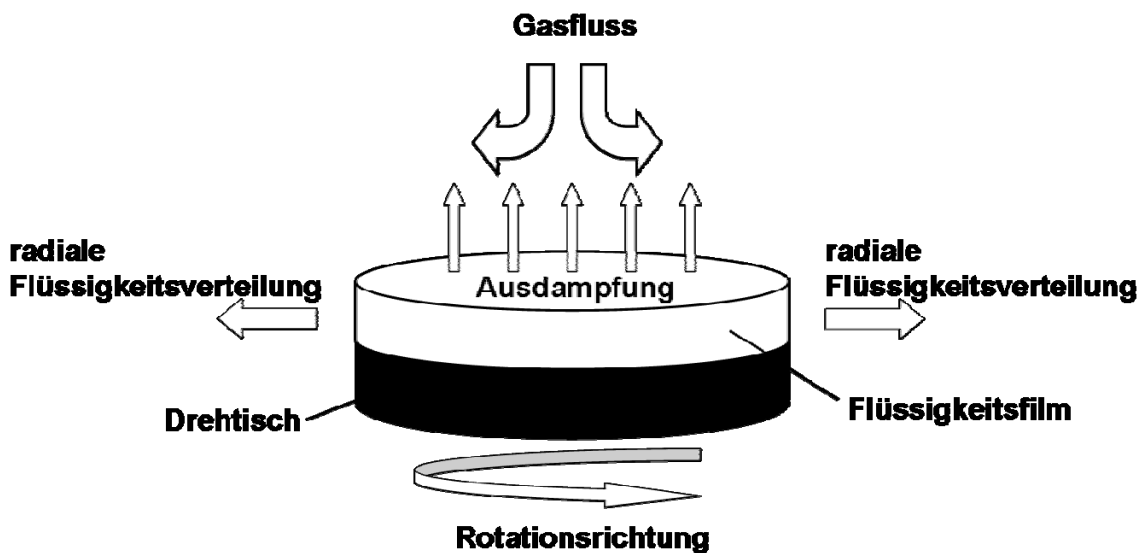 Gasfluss
radiale
Flüssigkeitsverteilung
radiale
Flüssigkeitsverteilung
Ausdampfung
Drehtisch
Flüssigkeitsfilm
Rotationsrichtung